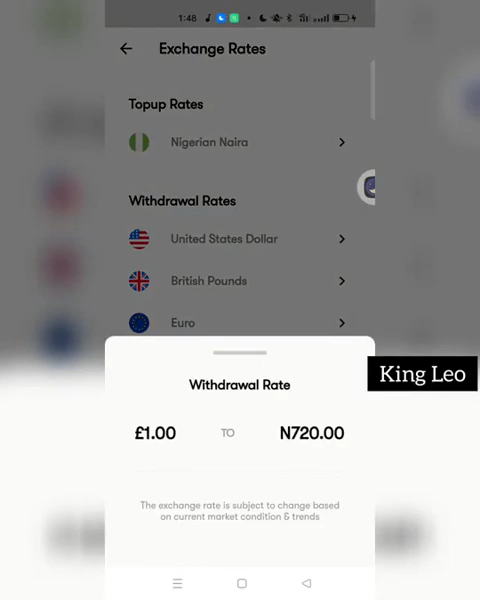 1:48
Exchange Rates
Topup Rates
Nigerian Naira
Withdrawal Rates
United States Dollar
British Pounds
Euro
Withdrawal Rate
£1.00 TO N720.00
King Leo
The exchange rate is subject to change based
on current market condition & trends